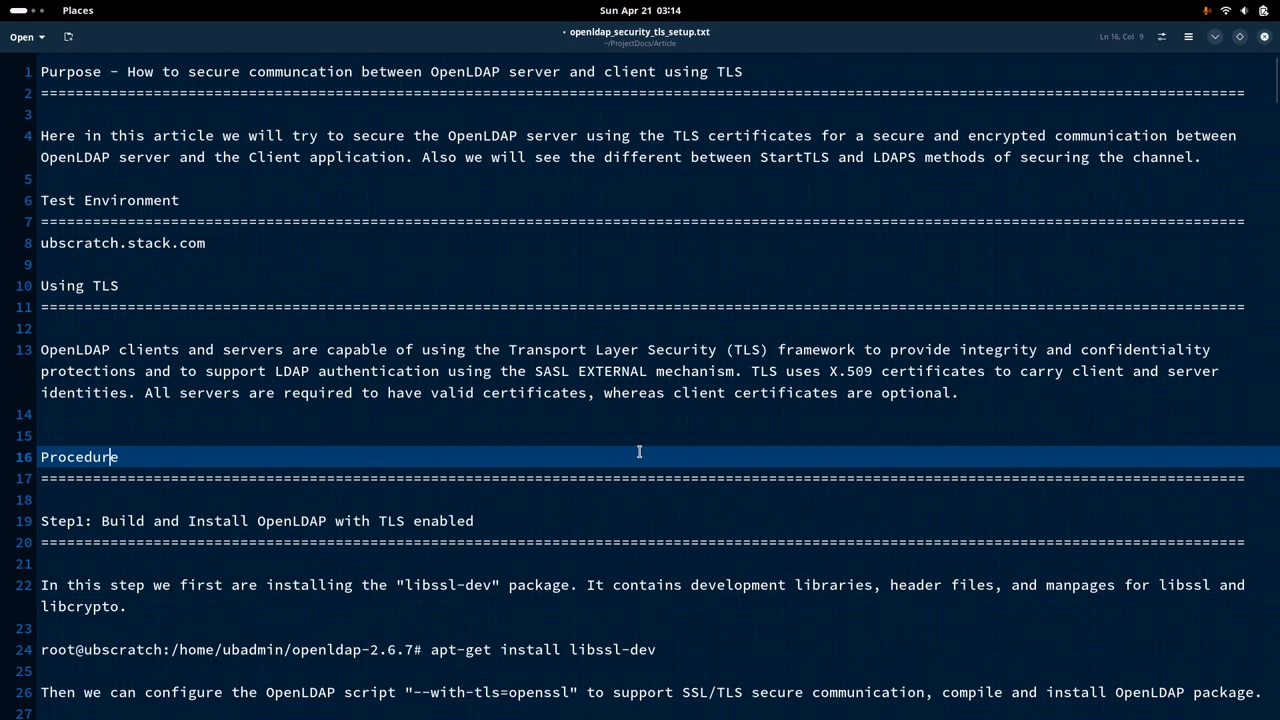 Places
Sun Apr 21 03:14
Open
• openldap_security_tls_setup.txt
~/ProjectDocs/Article
Ln 16, Col 9
1 Purpose - How to secure communcation between OpenLDAP server and client using TLS
2 ===========================================================================================================================================
3
4 Here in this article we will try to secure the OpenLDAP server using the TLS certificates for a secure and encrypted communication between
OpenLDAP server and the Client application. Also we will see the different between StartTLS and LDAPS methods of securing the channel.
5
6 Test Environment
7 ===========================================================================================================================================
8 ubscratch.stack.com
9
10 Using TLS
11 ===========================================================================================================================================
12
13 OpenLDAP clients and servers are capable of using the Transport Layer Security (TLS) framework to provide integrity and confidentiality
protections and to support LDAP authentication using the SASL EXTERNAL mechanism. TLS uses X.509 certificates to carry client and server
identities. All servers are required to have valid certificates, whereas client certificates are optional.
14
15
16 Procedure
17 ===========================================================================================================================================
18
19 Step1: Build and Install OpenLDAP with TLS enabled
20 ===========================================================================================================================================
21
22 In this step we first are installing the "libssl-dev" package. It contains development libraries, header files, and manpages for libssl and
libcrypto.
23
24 root@ubscratch:/home/ubadmin/openldap-2.6.7# apt-get install libssl-dev
25
26 Then we can configure the OpenLDAP script "--with-tls=openssl" to support SSL/TLS secure communication, compile and install OpenLDAP package.
27